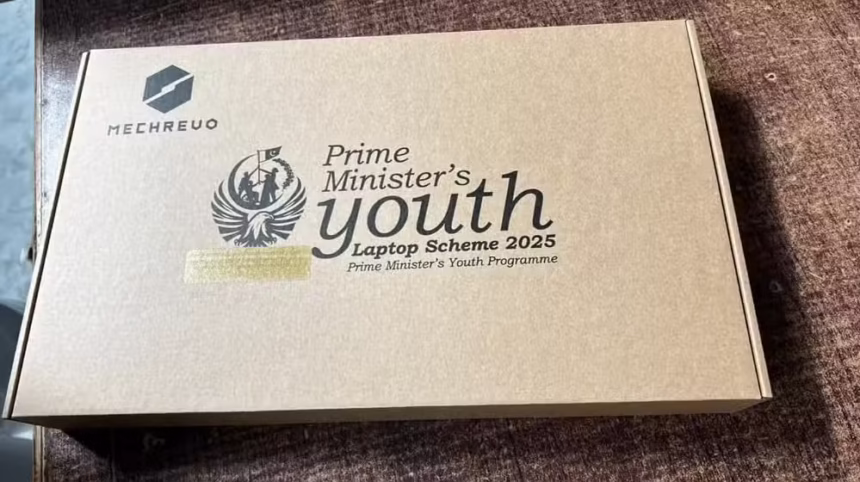 MECHREVO
Prime
Minister's
youth
Laptop Scheme 2025
Prime Minister's Youth Programme